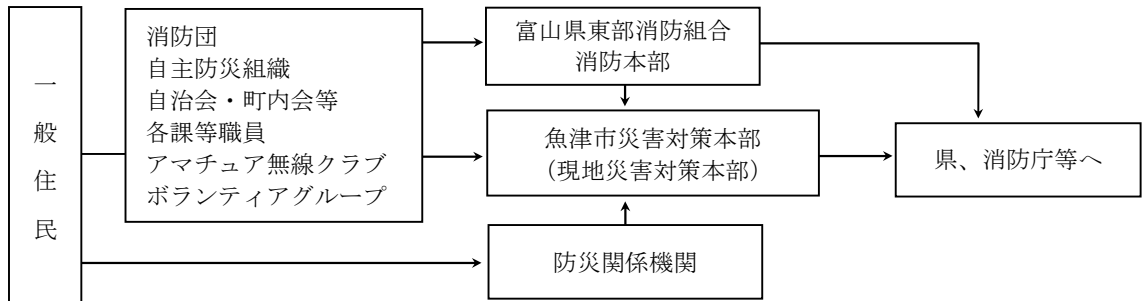 一般住民
消防団
自主防災組織
自治会・町内会等
各課等職員
アマチュア無線クラブ
ボランティアグループ
富山県東部消防組合
消防本部
魚津市災害対策本部
（現地災害対策本部）
防災関係機関
県、消防庁等へ